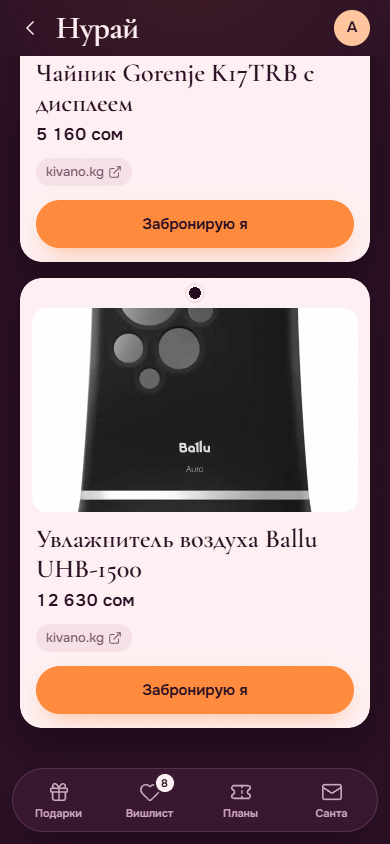 Нурай
A
Чайник Gorenje K17TRB с
дисплеем
5 160 сом
kivano.kg
Забронирую я
Ballu
Aura
Увлажнитель воздуха Ballu
UHB-1500
12 630 сом
kivano.kg
Забронирую я
8
Подарки
Вишлист
Планы
Санта